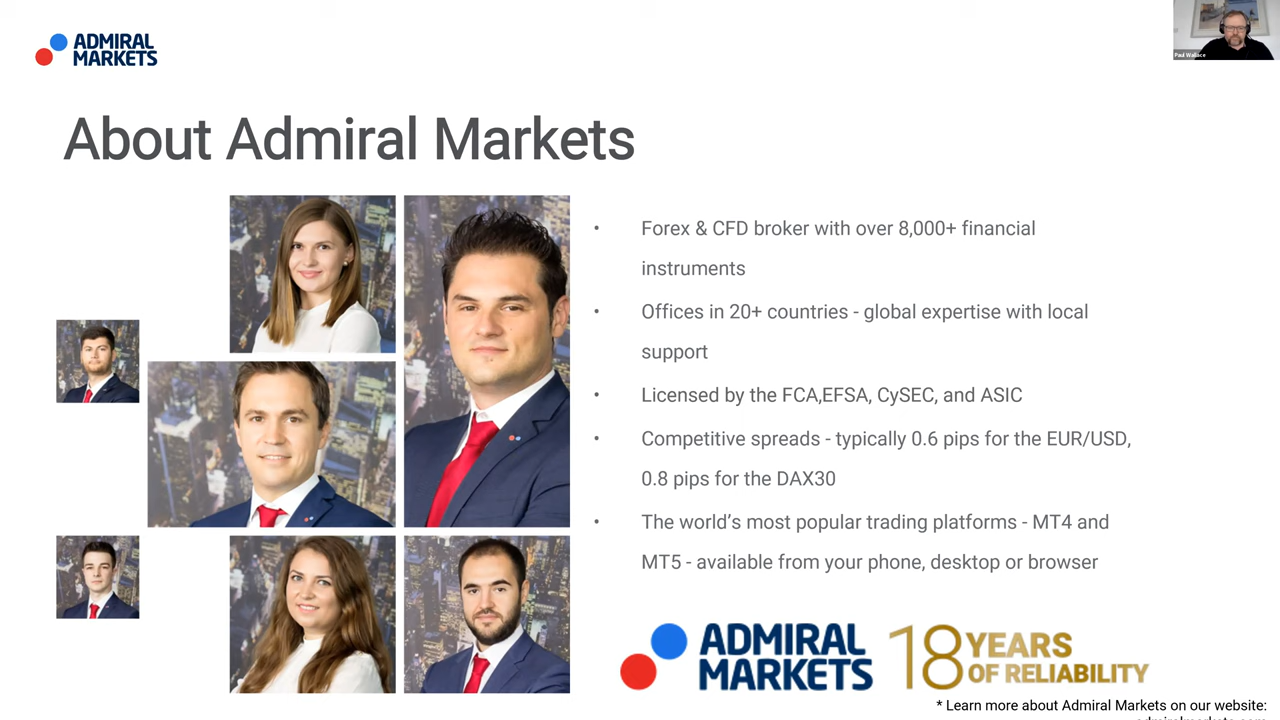 ADMIRAL
MARKETS
Paul Wallace
About Admiral Markets
• Forex & CFD broker with over 8,000+ financial
instruments
• Offices in 20+ countries - global expertise with local
support
• Licensed by the FCA,EFSA, CySEC, and ASIC
• Competitive spreads - typically 0.6 pips for the EUR/USD,
0.8 pips for the DAX30
• The world’s most popular trading platforms - MT4 and
MT5 - available from your phone, desktop or browser
ADMIRAL
MARKETS
18 YEARS
OF RELIABILITY
* Learn more about Admiral Markets on our website: